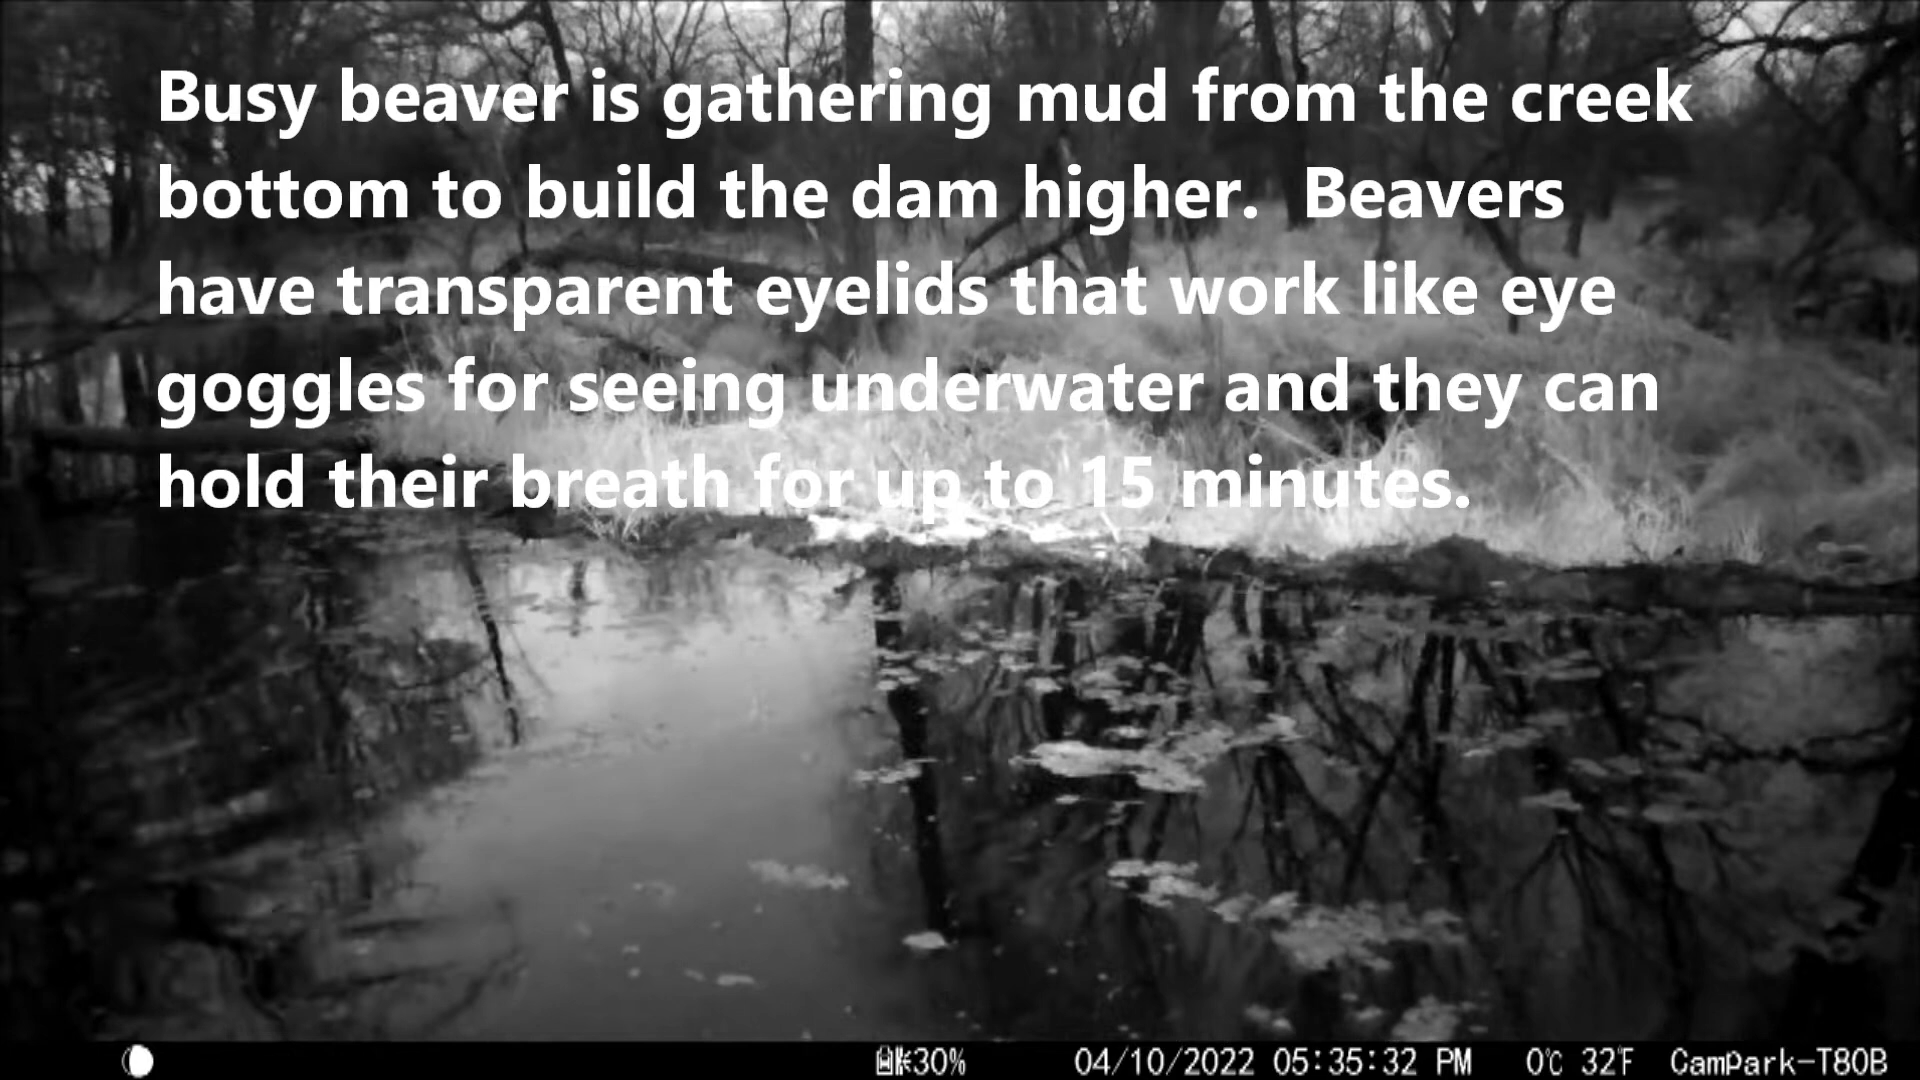 Busy beaver is gathering mud from the creek
bottom to build the dam higher.  Beavers
have transparent eyelids that work like eye
goggles for seeing underwater and they can
hold their breath for up to 15 minutes.
30% 04/10/2022 05:35:32 PM 0℃ 32℉ CamPark-T80B